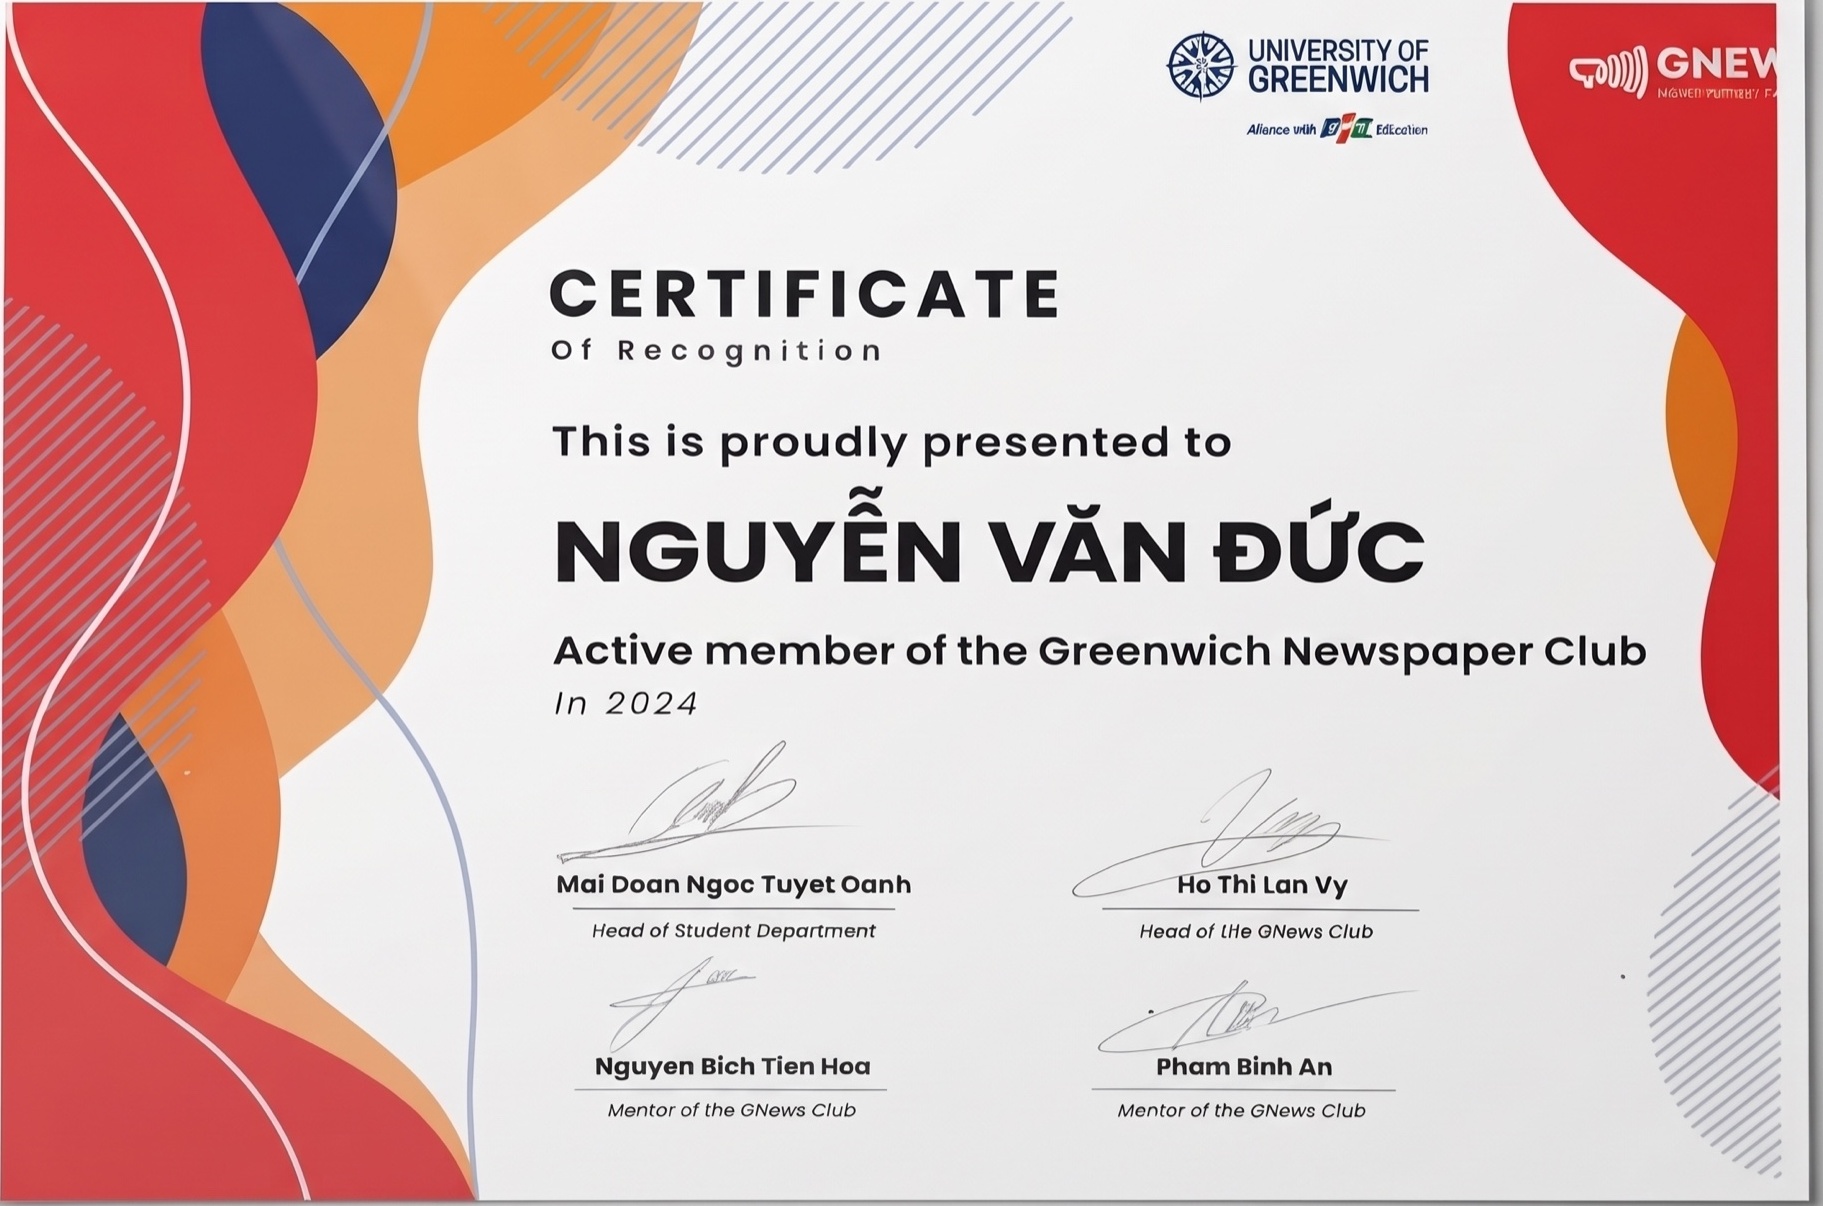 UNIVERSITY OF
GREENWICH
Aliance with Edecation
GNEW
CERTIFICATE
Of Recognition
This is proudly presented to
NGUYỄN VĂN ĐỨC
Active member of the Greenwich Newspaper Club
In 2024
Mai Doan Ngoc Tuyet Oanh
Head of Student Department
Ho Thi Lan Vy
Head of tHe GNews Club
Nguyen Bich Tien Hoa
Mentor of the GNews Club
Pham Binh An
Mentor of the GNews Club